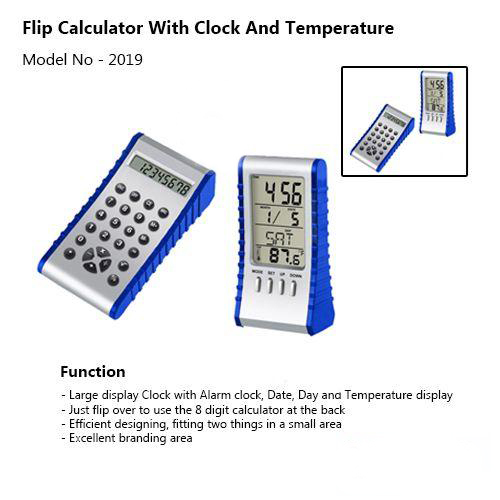 Flip Calculator With Clock And Temperature
Model No - 2019
12345678
4:56
1/ 5
SAT
87.6
MODE SET UP DOWN
Function
- Large display Clock with Alarm clock, Date, Day and Temperature display
- Just flip over to use the 8 digit calculator at the back
- Efficient designing, fitting two things in a small area
- Excellent branding area